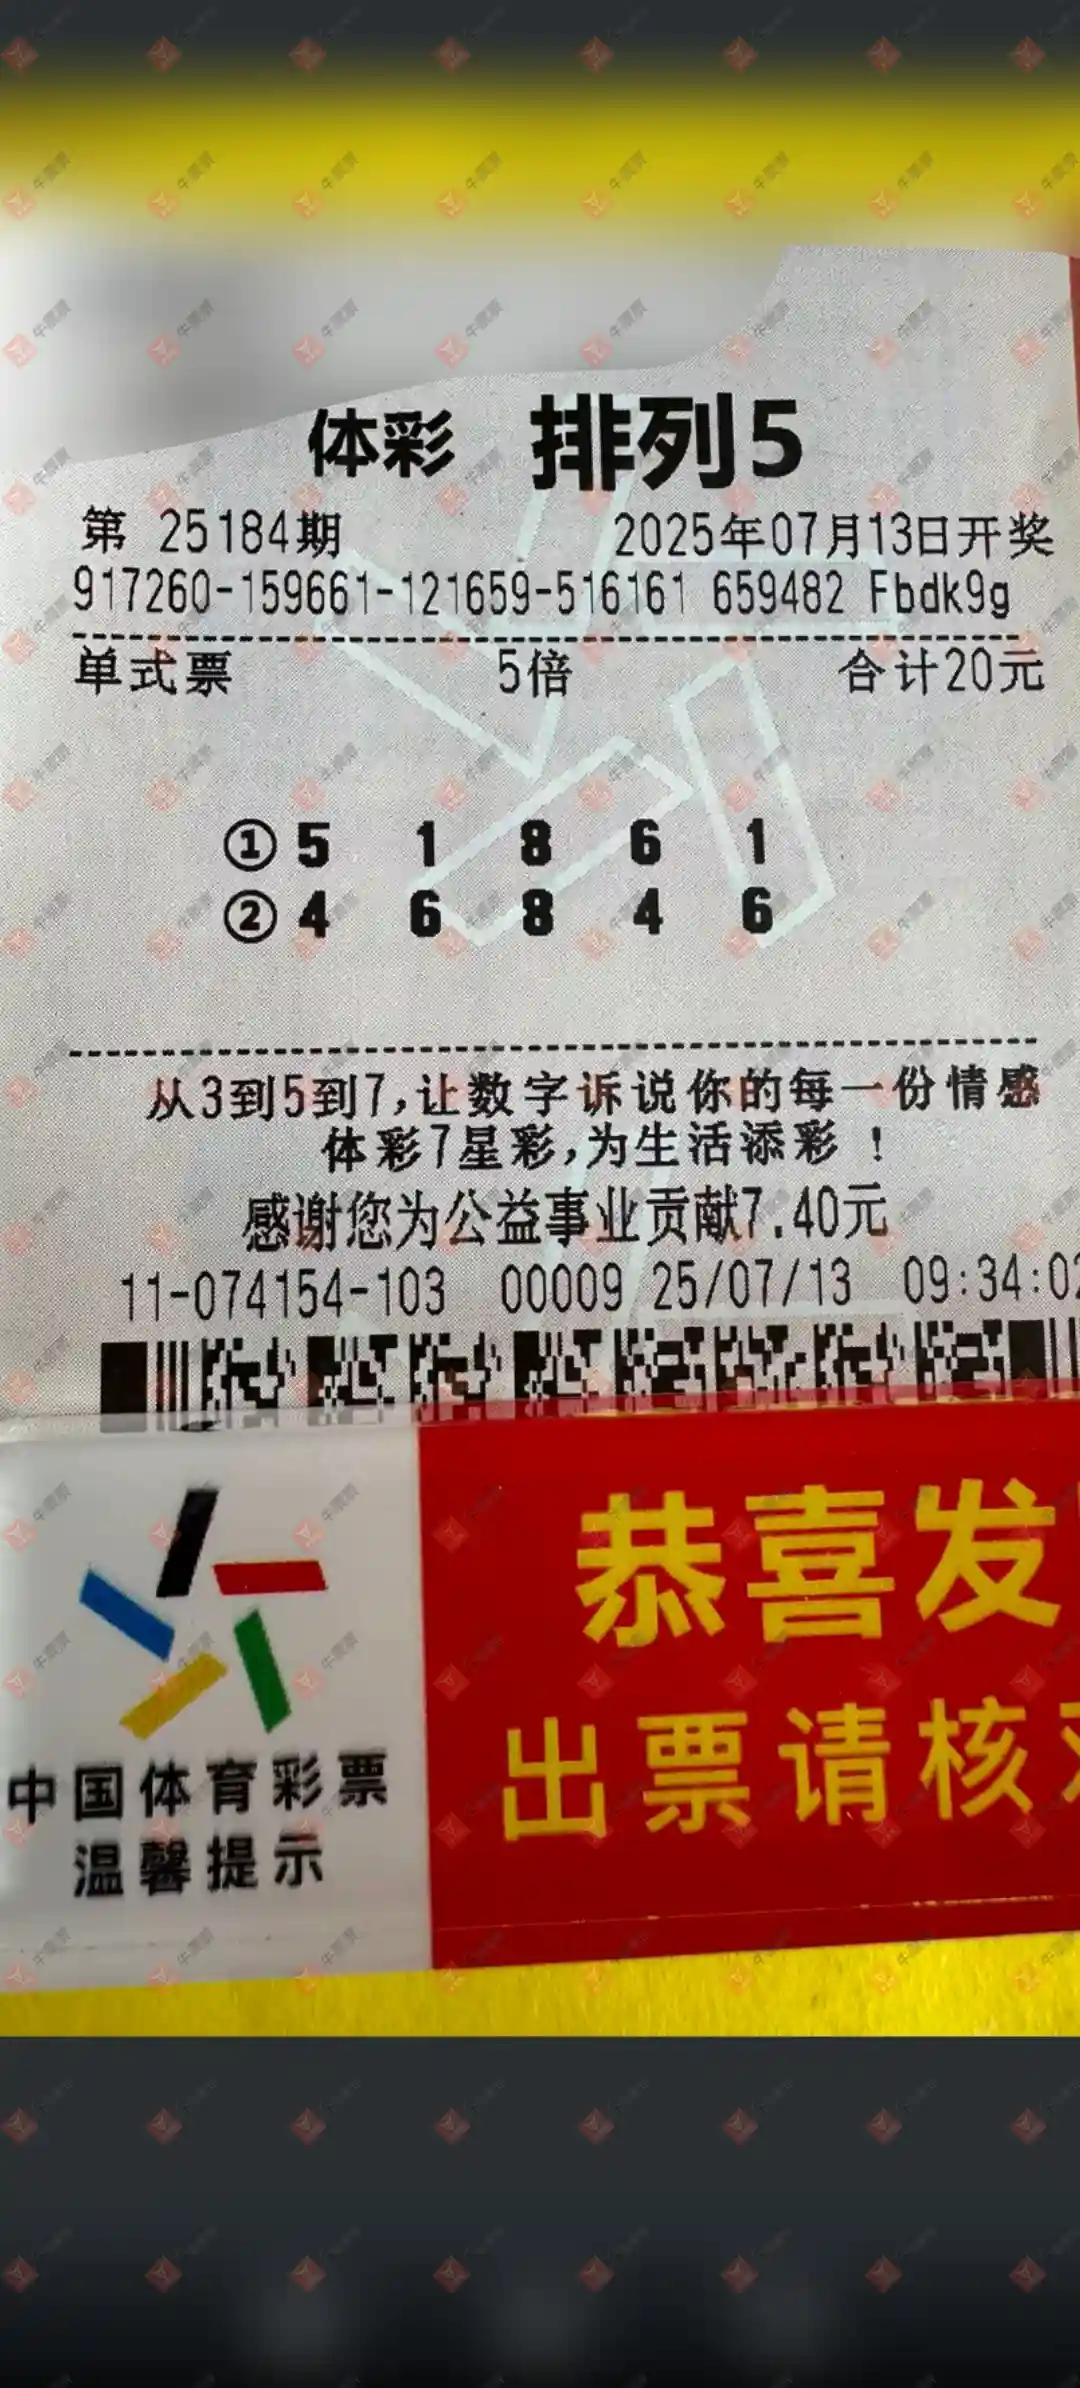 体彩 排列5
第 25184期 2025年07月13日开奖
917260-159661-121659-516161 659482 Fbdk9g
单式票 5倍 合计20元
① 5 1 8 6 1
② 4 6 8 4 6
从3到5到7,让数字诉说你的每一份情感
体彩7星彩,为生活添彩!
感谢您为公益事业贡献7.40元
11-074154-103 00009 25/07/13 09:34:02
恭喜发
出票请核
中国体育彩票
温馨提示